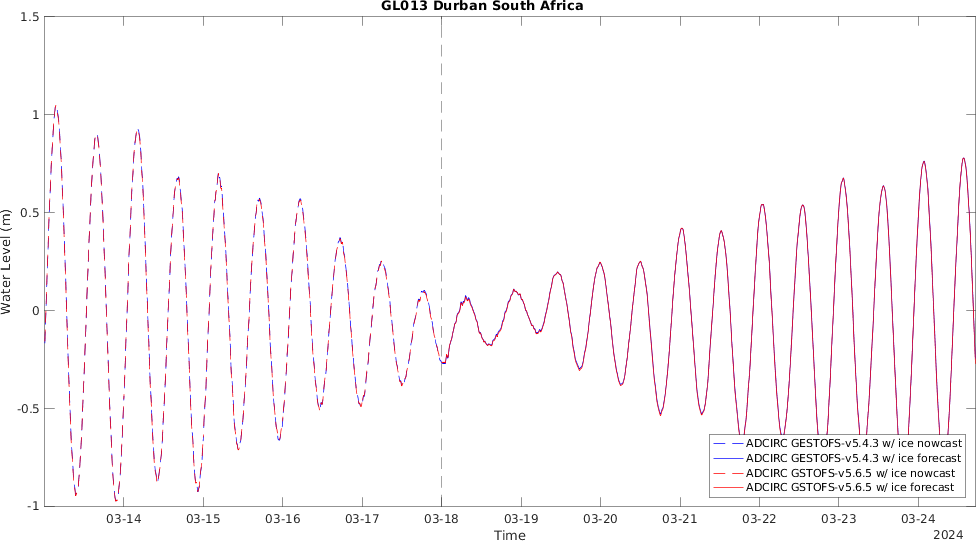 GL013 Durban South Africa
1.5
1
0.5
0
-0.5
-1
Water Level (m)
03-14 03-15 03-16 03-17 03-18 03-19 03-20 03-21 03-22 03-23 03-24
Time
2024
ADCIRC GESTOFS-v5.4.3 w/ ice nowcast
ADCIRC GESTOFS-v5.4.3 w/ ice forecast
ADCIRC GSTOFS-v5.6.5 w/ ice nowcast
ADCIRC GSTOFS-v5.6.5 w/ ice forecast